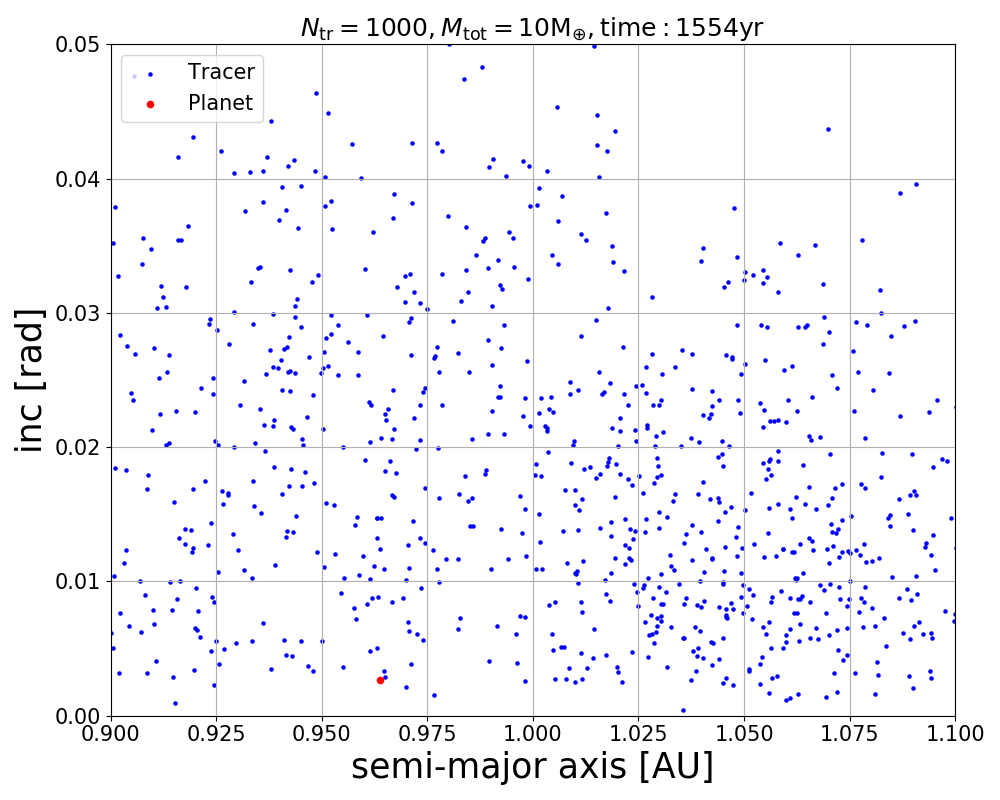 N_tr = 1000, M_tot = 10M_⊕, time : 1554yr
0.05
Tracer
Planet
0.04
0.03
inc [rad]
0.02
0.01
0.00
0.900 0.925 0.950 0.975 1.000 1.025 1.050 1.075 1.100
semi-major axis [AU]